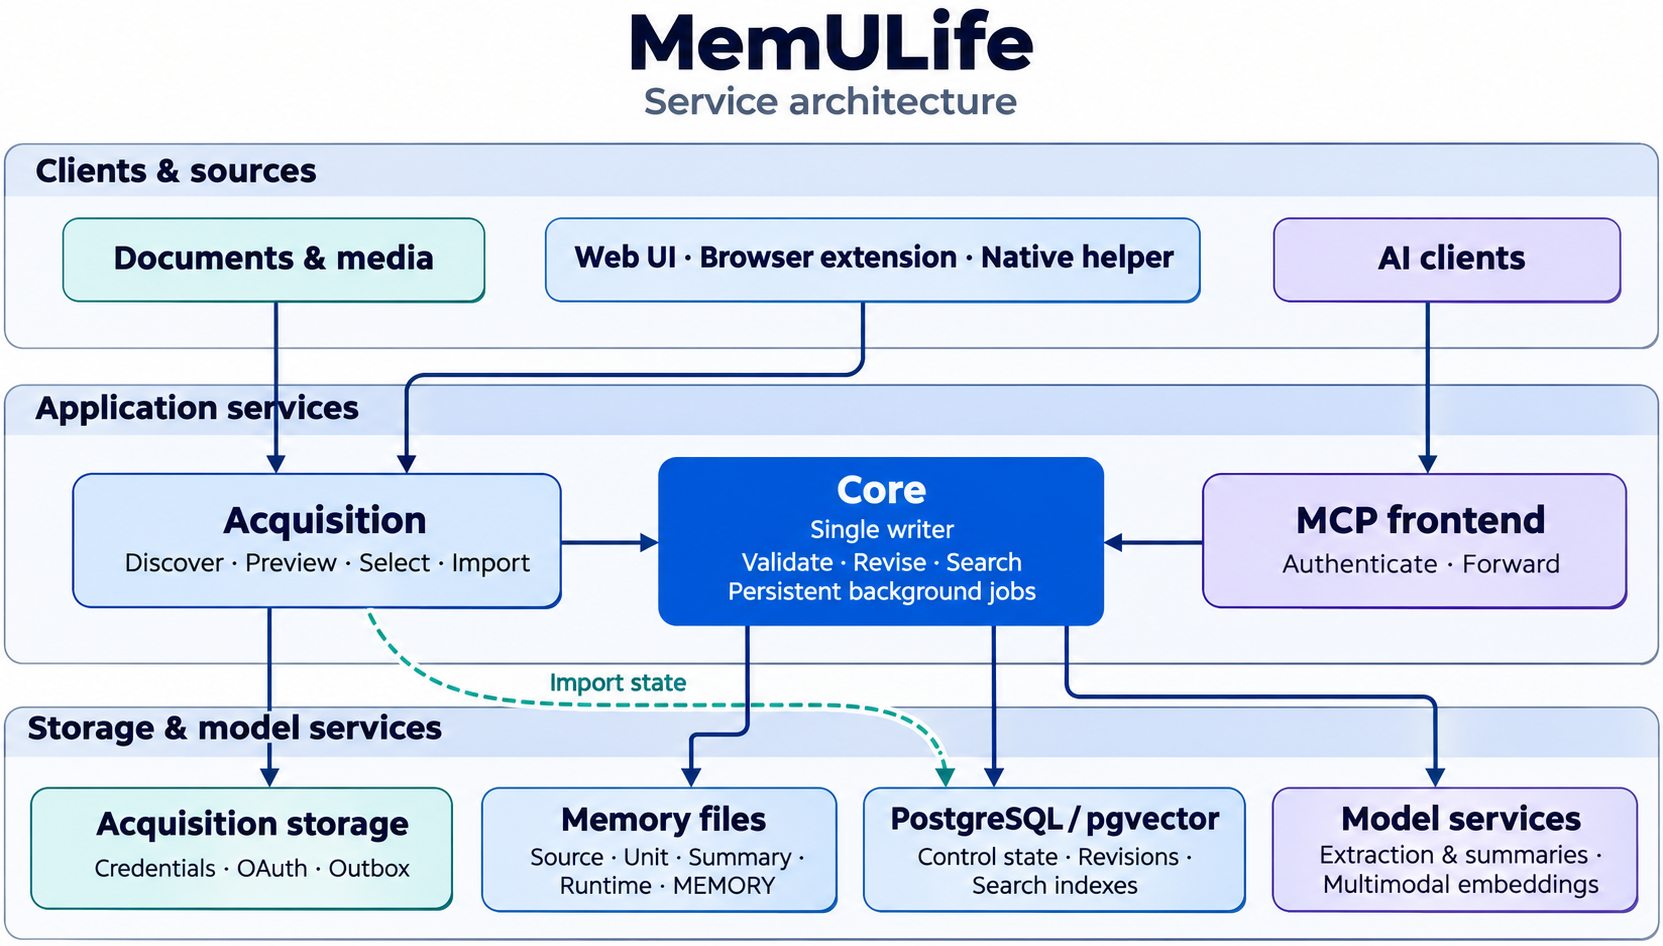 MemULife
Service architecture
Clients & sources
Documents & media
Web UI · Browser extension · Native helper
AI clients
Application services
Acquisition
Discover · Preview · Select · Import
Core
Single writer
Validate · Revise · Search
Persistent background jobs
MCP frontend
Authenticate · Forward
Import state
Storage & model services
Acquisition storage
Credentials · OAuth · Outbox
Memory files
Source · Unit · Summary ·
Runtime · MEMORY
PostgreSQL / pgvector
Control state · Revisions ·
Search indexes
Model services
Extraction & summaries ·
Multimodal embeddings